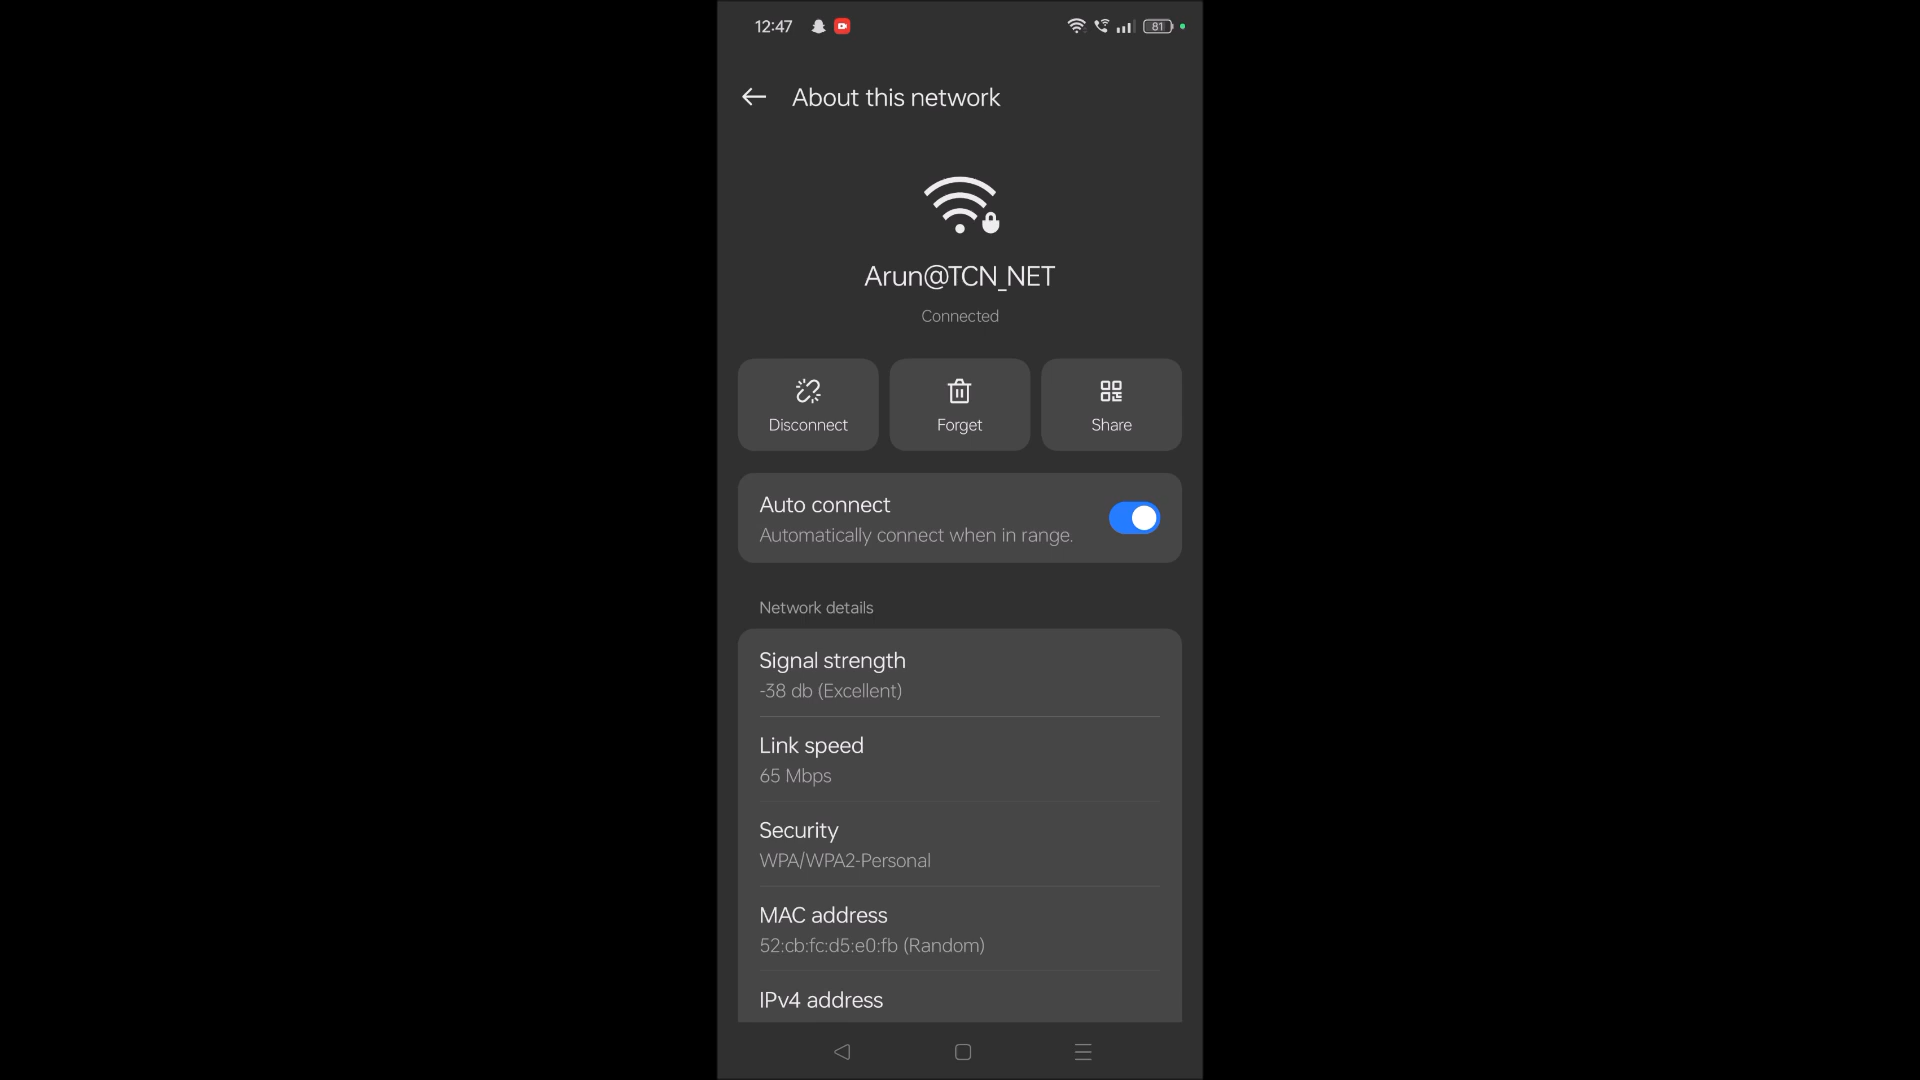 12:47
81
About this network
Arun@TCN_NET
Connected
Disconnect
Forget
Share
Auto connect
Automatically connect when in range.
Network details
Signal strength
-38 db (Excellent)
Link speed
65 Mbps
Security
WPA/WPA2-Personal
MAC address
52:cb:fc:d5:e0:fb (Random)
IPv4 address